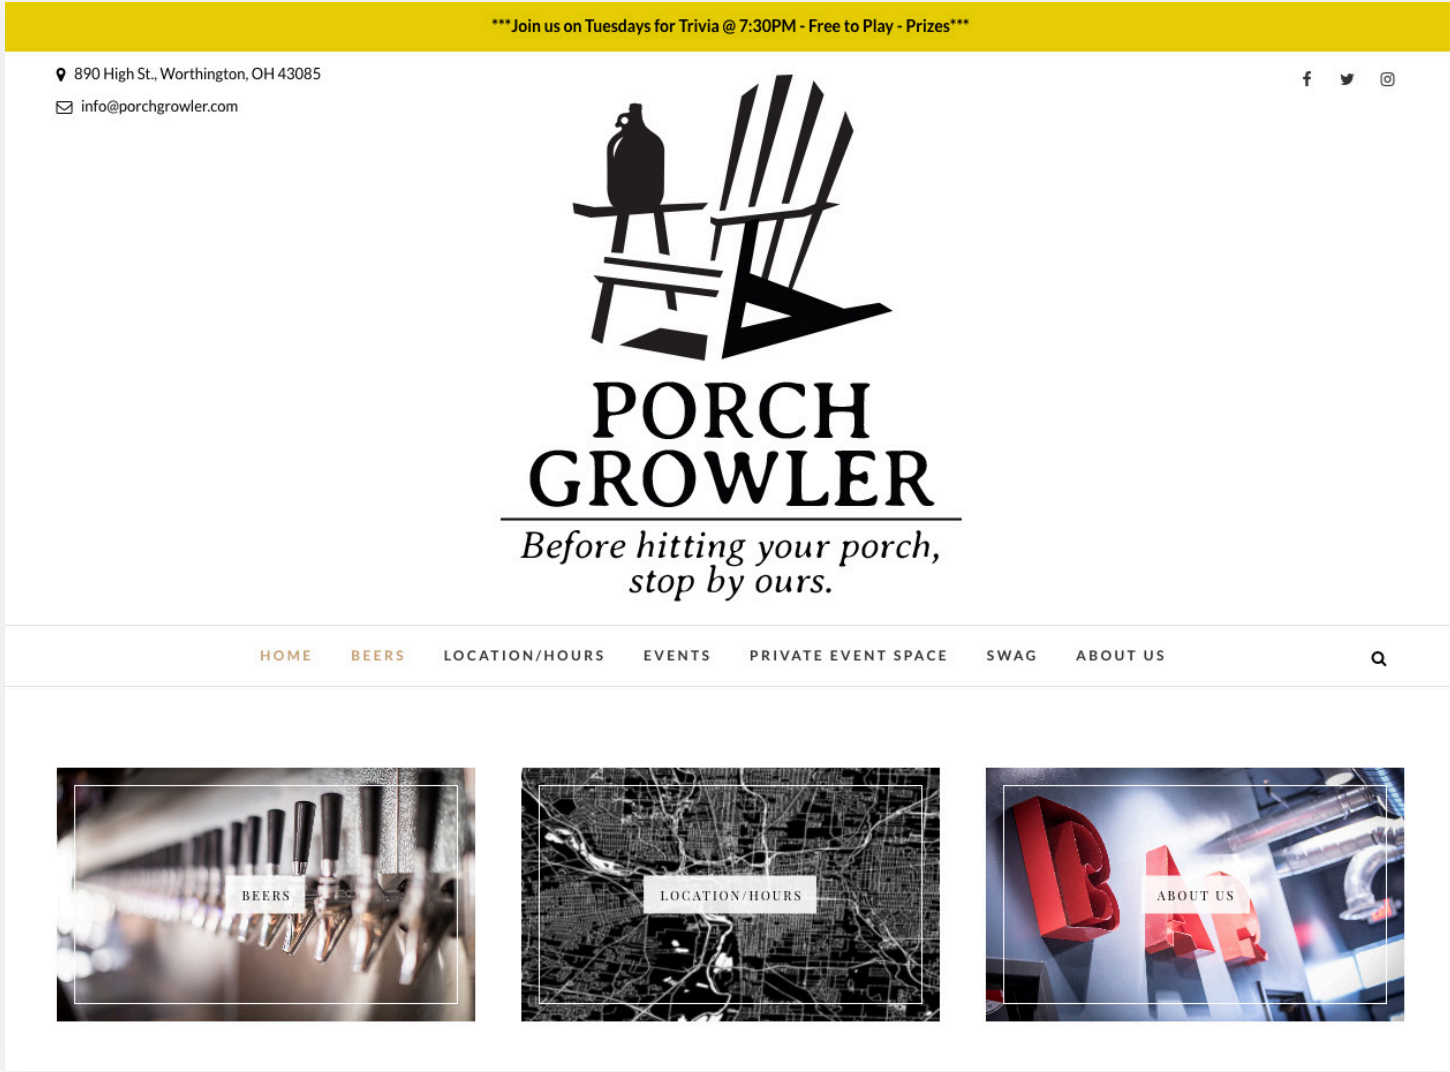 ***Join us on Tuesdays for Trivia @ 7:30PM - Free to Play - Prizes***
890 High St., Worthington, OH 43085
info@porchgrowler.com
PORCH
GROWLER
Before hitting your porch,
stop by ours.
HOME BEERS LOCATION/HOURS EVENTS PRIVATE EVENT SPACE SWAG ABOUT US
BEERS
LOCATION/HOURS
BAR
ABOUT US